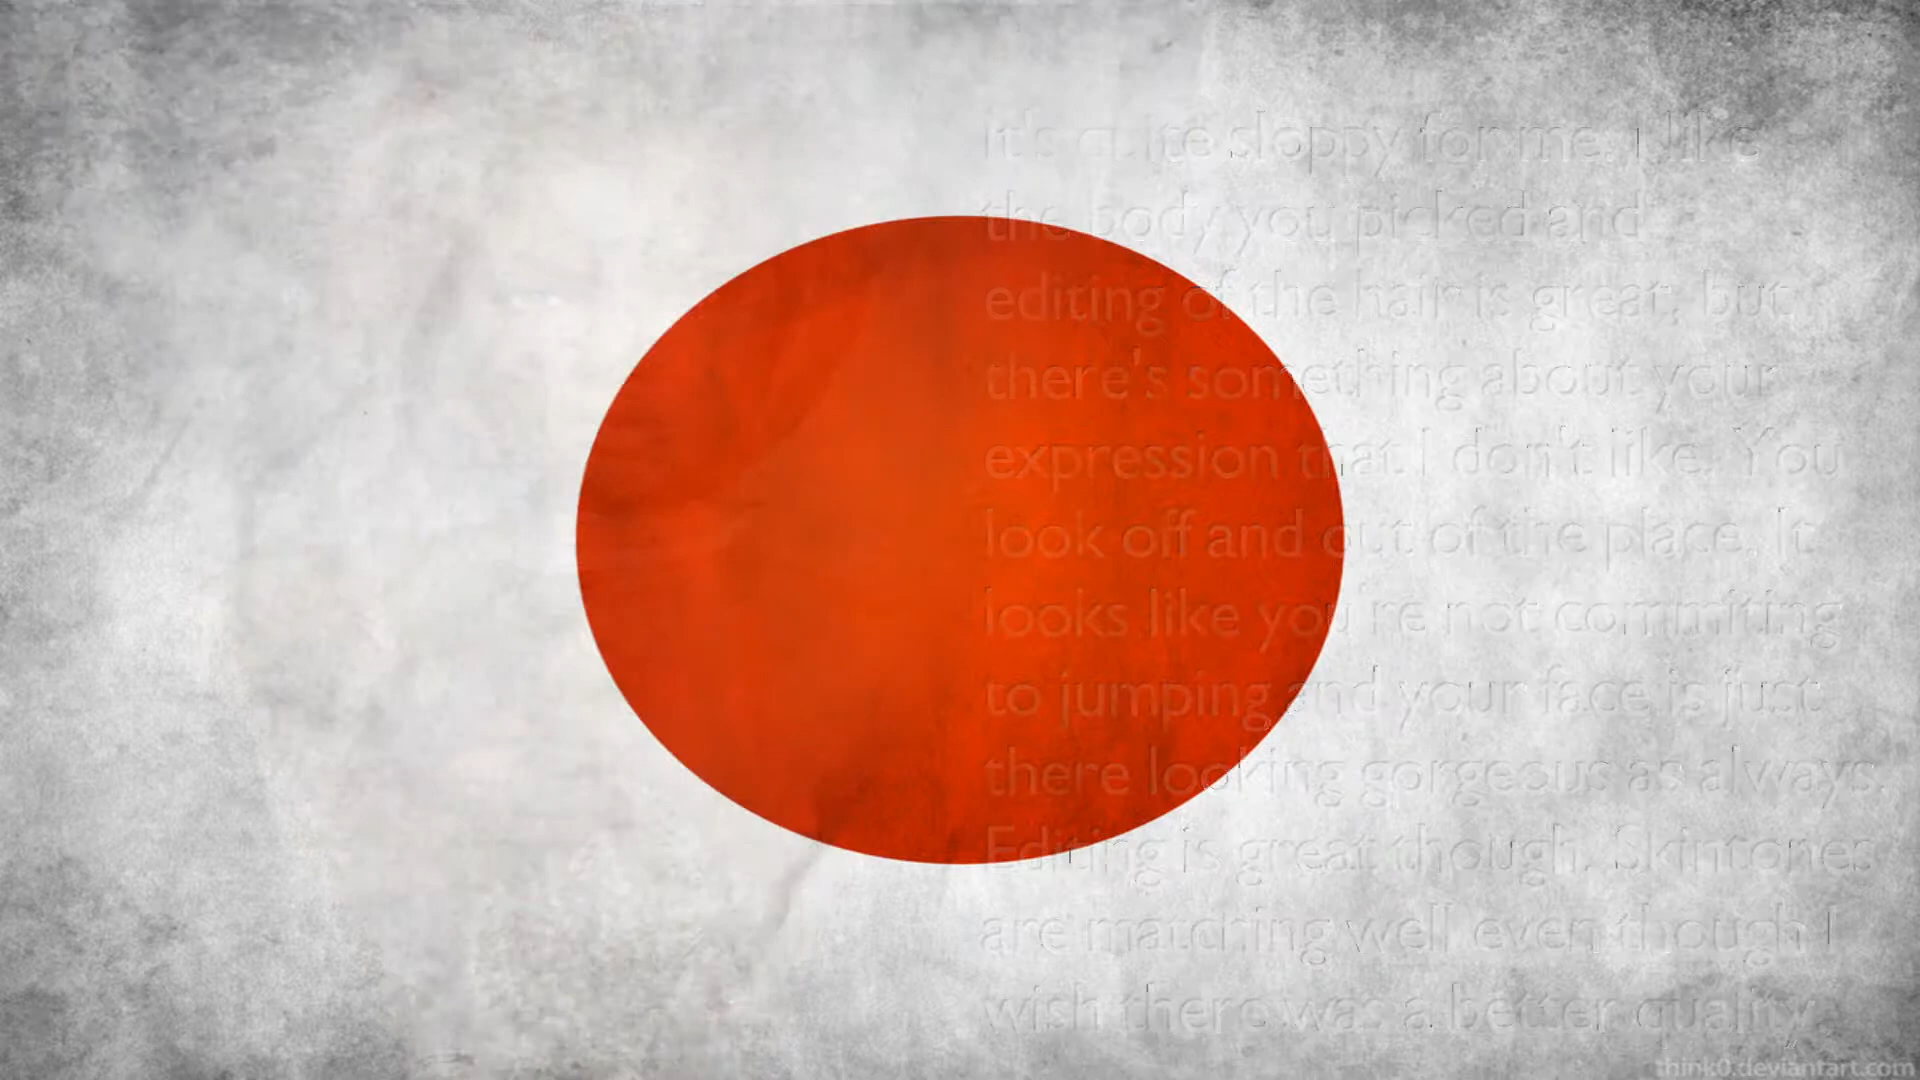 it's quite sloppy for me. I like
the body you picked and
editing of the hair is great, but
there's something about your
expression that I don't like. You
look off and out of the place. It
looks like you're not commiting
to jumping and your face is just
there looking gorgeous as always.
Editing is great though. Skintones
are matching well even though I
wish there was a better quality.
think0.deviantart.com